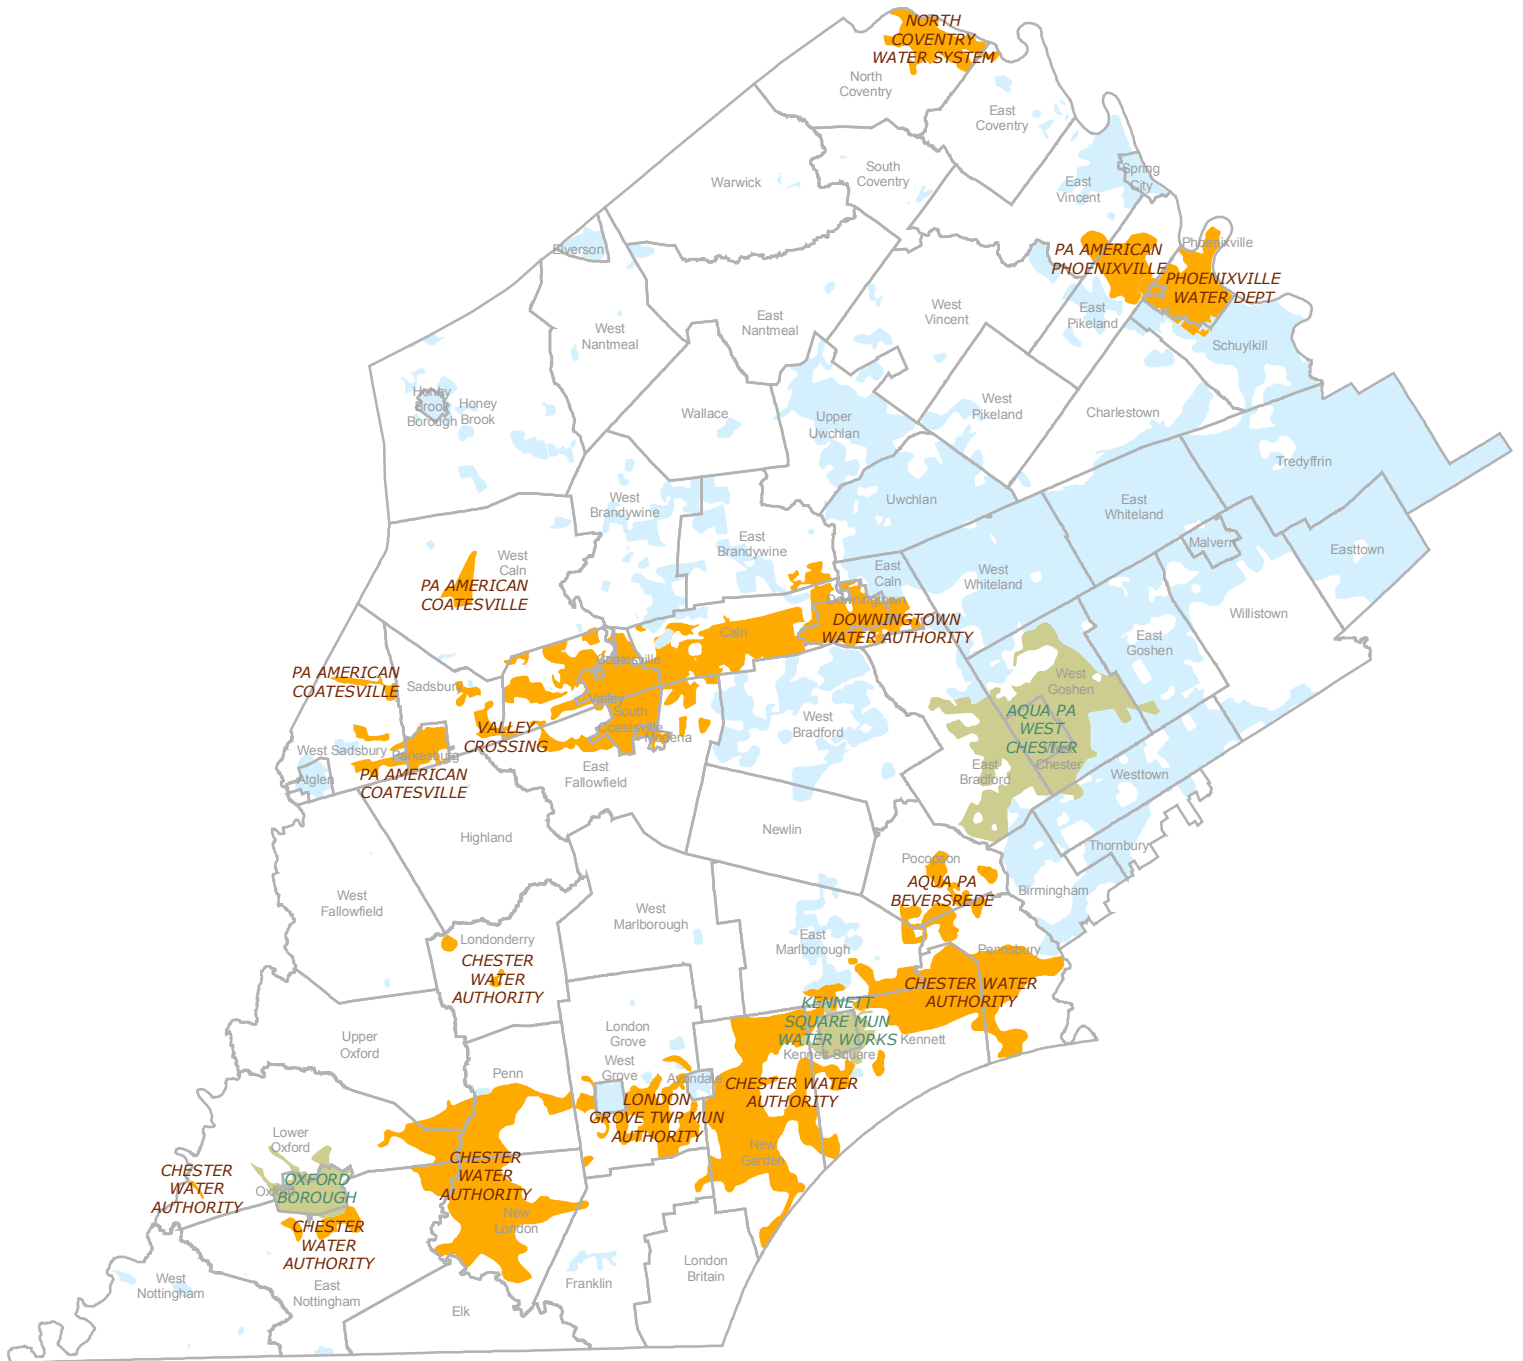 NORTH
COVENTRY
WATER SYSTEM
North
Coventry
East
Coventry
South
Coventry
Warwick
Spring
City
East
Vincent
Elverson
PA AMERICAN
PHOENIXVILLE
Phoenixville
PHOENIXVILLE
WATER DEPT
West
Vincent
East
Pikeland
East
Nantmeal
West
Nantmeal
Schuylkill
Honey
Brook
Borough
Honey
Brook
Wallace
Upper
Uwchlan
West
Pikeland
Charlestown
Tredyffrin
West
Brandywine
Uwchlan
East
Whiteland
East
Brandywine
Malvern
Easttown
West
Caln
East
Caln
West
Whiteland
PA AMERICAN
COATESVILLE
Downingtown
DOWNINGTOWN
WATER AUTHORITY
Willistown
Caln
East
Goshen
Coatesville
PA AMERICAN
COATESVILLE
Sadsbury
West
Goshen
Valley
South
Coatesville
AQUA PA
WEST
CHESTER
West
Bradford
VALLEY
CROSSING
Modena
West Sadsbury
Parkesburg
Chester
East
Bradford
Westtown
Atglen
PA AMERICAN
COATESVILLE
East
Fallowfield
Highland
Newlin
Thornbury
Pocopson
West
Fallowfield
AQUA PA
BEVERSREDE
Birmingham
West
Marlborough
Londonderry
East
Marlborough
Pennsbury
CHESTER
WATER
AUTHORITY
CHESTER WATER
AUTHORITY
KENNETT
SQUARE MUN
WATER WORKS
Upper
Oxford
London
Grove
Kennett
Kennett Square
West
Grove
Penn
Avondale
CHESTER WATER
AUTHORITY
LONDON
GROVE TWP MUN
AUTHORITY
Lower
Oxford
New
Garden
CHESTER
WATER
AUTHORITY
CHESTER
WATER
AUTHORITY
Oxford
OXFORD
BOROUGH
New
London
CHESTER
WATER
AUTHORITY
London
Britain
West
Nottingham
East
Nottingham
Franklin
Elk